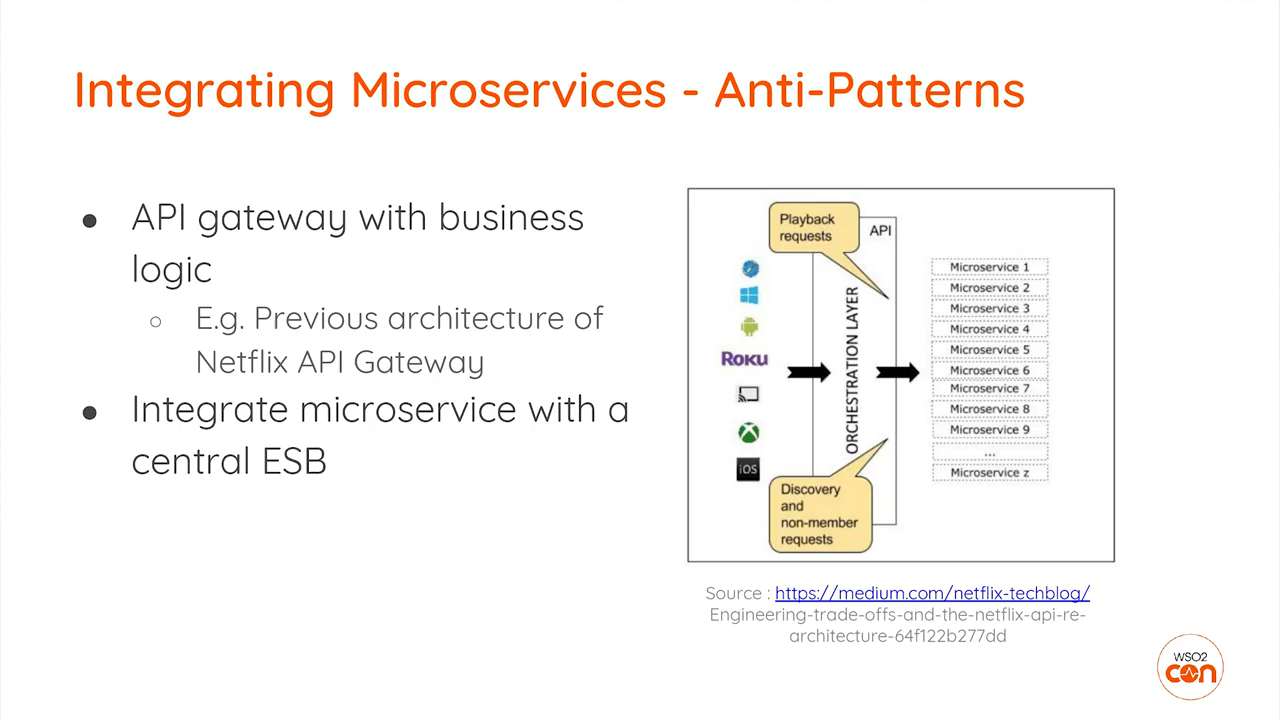 Integrating Microservices - Anti-Patterns
● API gateway with business
logic
○ E.g. Previous architecture of
Netflix API Gateway
● Integrate microservice with a
central ESB
Playback
requests
API
ROKU
iOS
ORCHESTRATION LAYER
Discovery
and
non-member
requests
Microservice 1
Microservice 2
Microservice 3
Microservice 4
Microservice 5
Microservice 6
Microservice 7
Microservice 8
Microservice 9
...
Microservice z
Source : https://medium.com/netflix-techblog/
Engineering-trade-offs-and-the-netflix-api-re-
architecture-64f122b277dd
WSO2
con